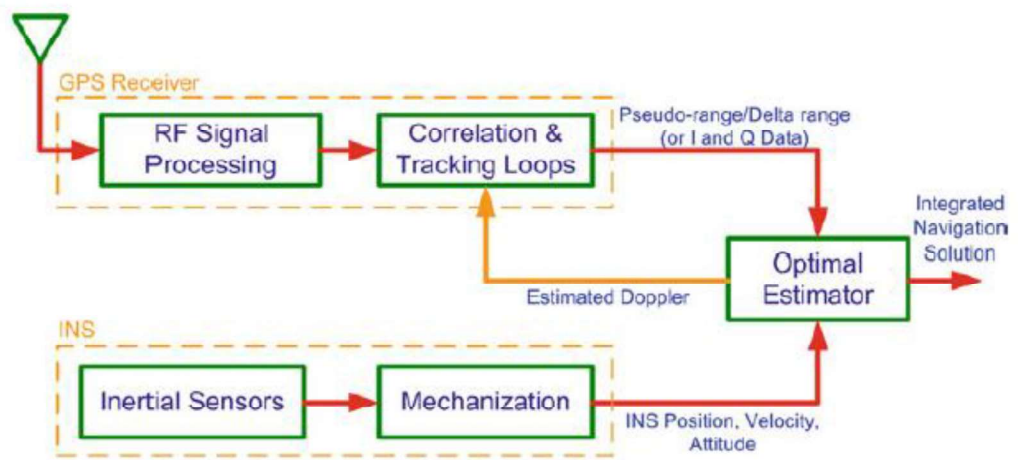 GPS Receiver
RF Signal
Processing
Correlation &
Tracking Loops
Pseudo-range/Delta range
(or I and Q Data)
Integrated
Navigation
Solution
Optimal
Estimator
Estimated Doppler
INS
Inertial Sensors
Mechanization
INS Position, Velocity,
Attitude